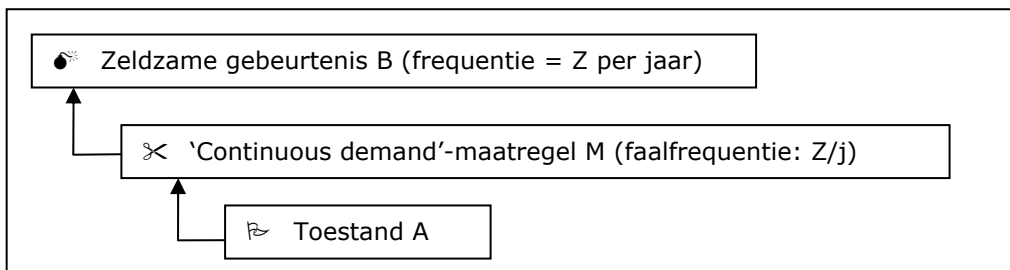 Zeldzame gebeurtenis B (frequentie = Z per jaar)
‘Continuous demand’-maatregel M (faalfrequentie: Z/j)
Toestand A